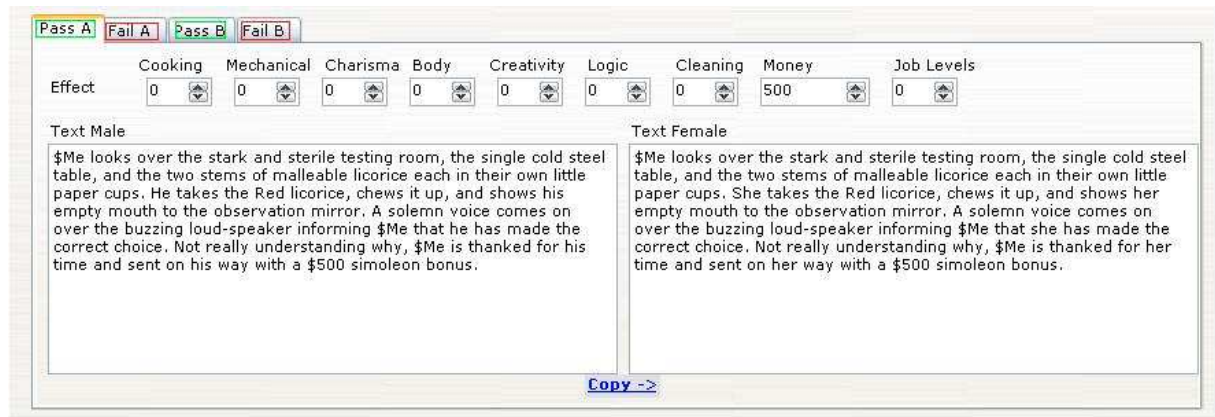 Pass A Fail A Pass B Fail B
Cooking Mechanical Charisma Body Creativity Logic Cleaning Money Job Levels
Effect 0 0 0 0 0 0 0 500 0
Text Male Text Female
$Me looks over the stark and sterile testing room, the single cold steel
table, and the two stems of malleable licorice each in their own little
paper cups. He takes the Red licorice, chews it up, and shows his
empty mouth to the observation mirror. A solemn voice comes on
over the buzzing loud-speaker informing $Me that he has made the
correct choice. Not really understanding why, $Me is thanked for his
time and sent on his way with a $500 simoleon bonus.
$Me looks over the stark and sterile testing room, the single cold steel
table, and the two stems of malleable licorice each in their own little
paper cups. She takes the Red licorice, chews it up, and shows her
empty mouth to the observation mirror. A solemn voice comes on
over the buzzing loud-speaker informing $Me that she has made the
correct choice. Not really understanding why, $Me is thanked for her
time and sent on her way with a $500 simoleon bonus.
Copy ->